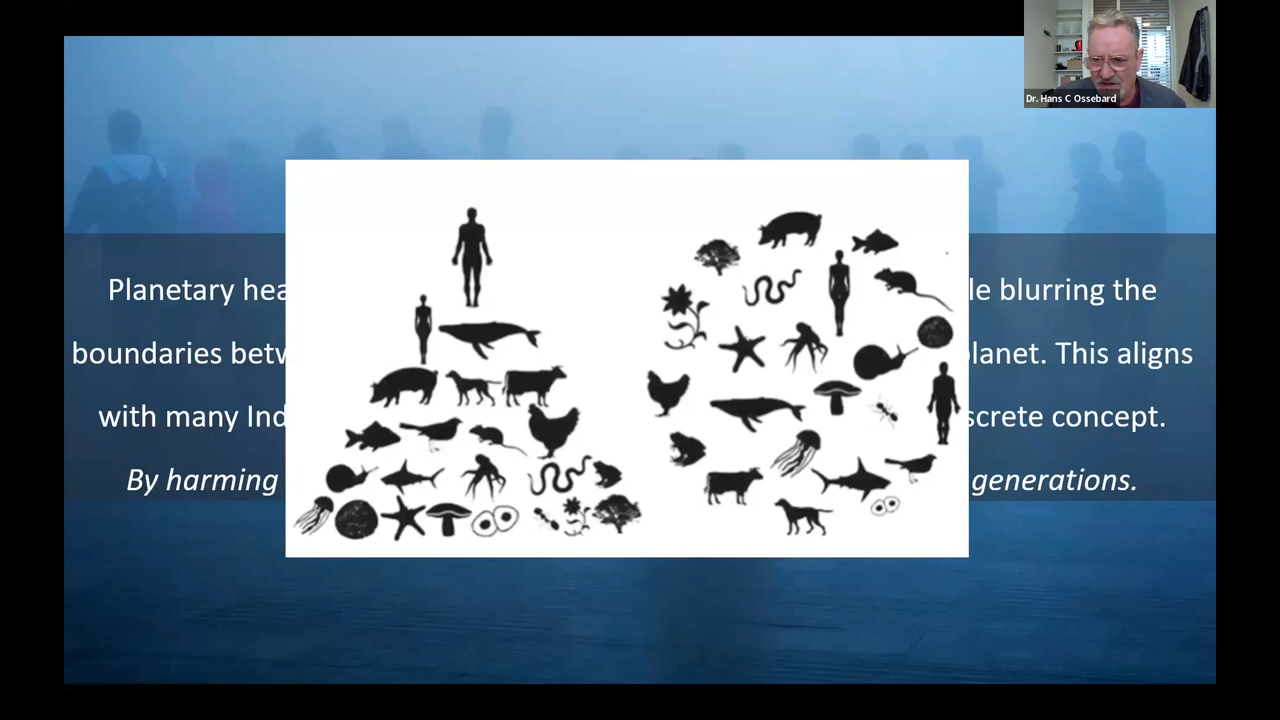 Dr. Hans C Ossebard
Planetary hea le blurring the
boundaries betw planet. This aligns
with many Ind screte concept.
By harming generations.